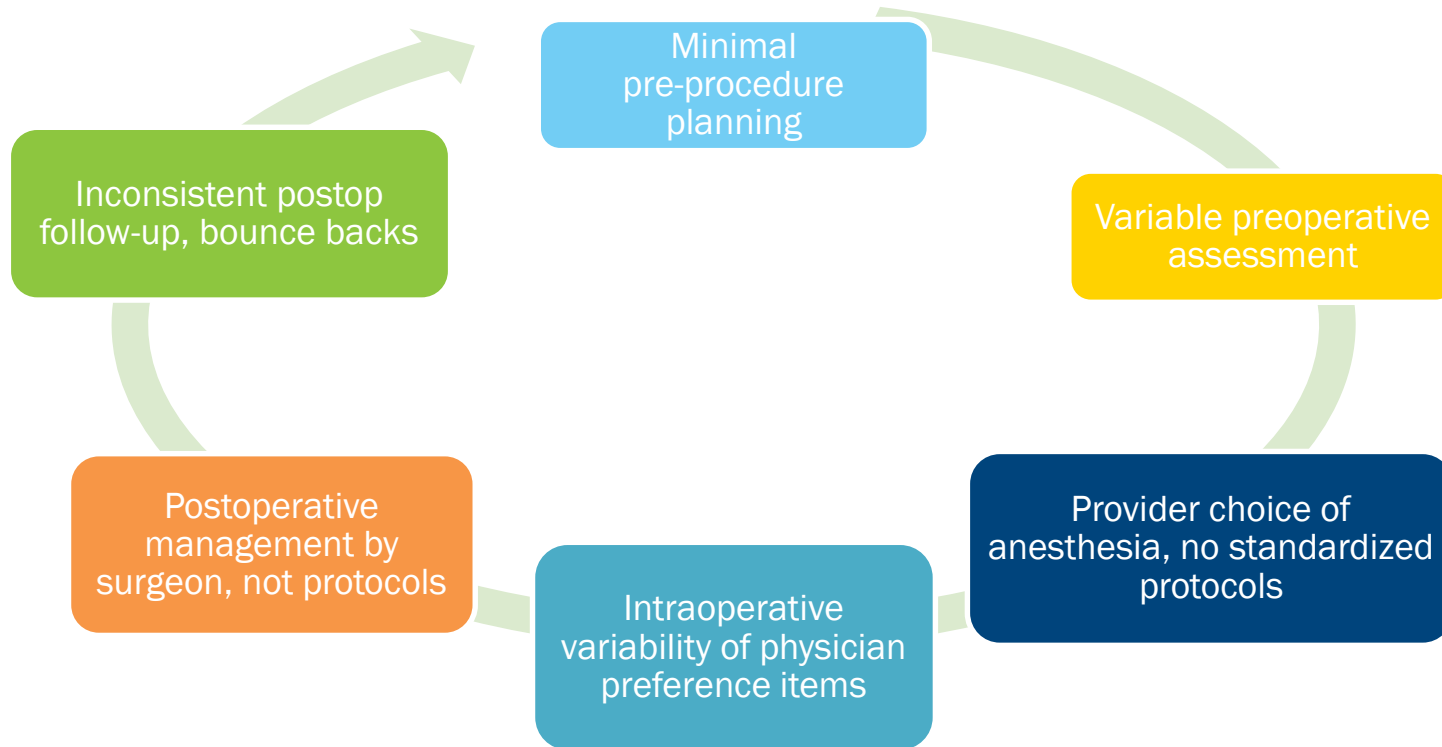 Minimal
pre-procedure
planning
Variable preoperative
assessment
Provider choice of
anesthesia, no standardized
protocols
Intraoperative
variability of physician
preference items
Postoperative
management by
surgeon, not protocols
Inconsistent postop
follow-up, bounce backs